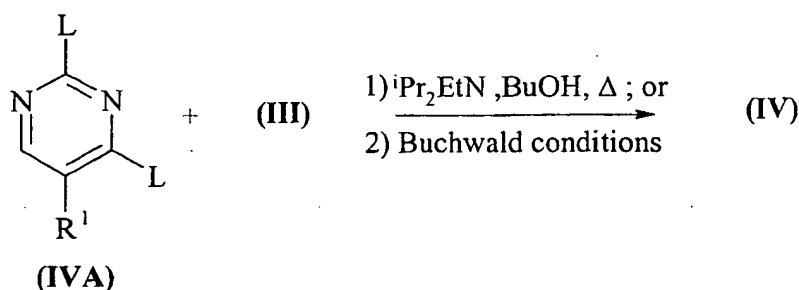 L
N N
L
R¹
(IVA)
+ (III)
1) ⁱPr₂EtN ,BuOH, Δ ; or
2) Buchwald conditions
(IV)